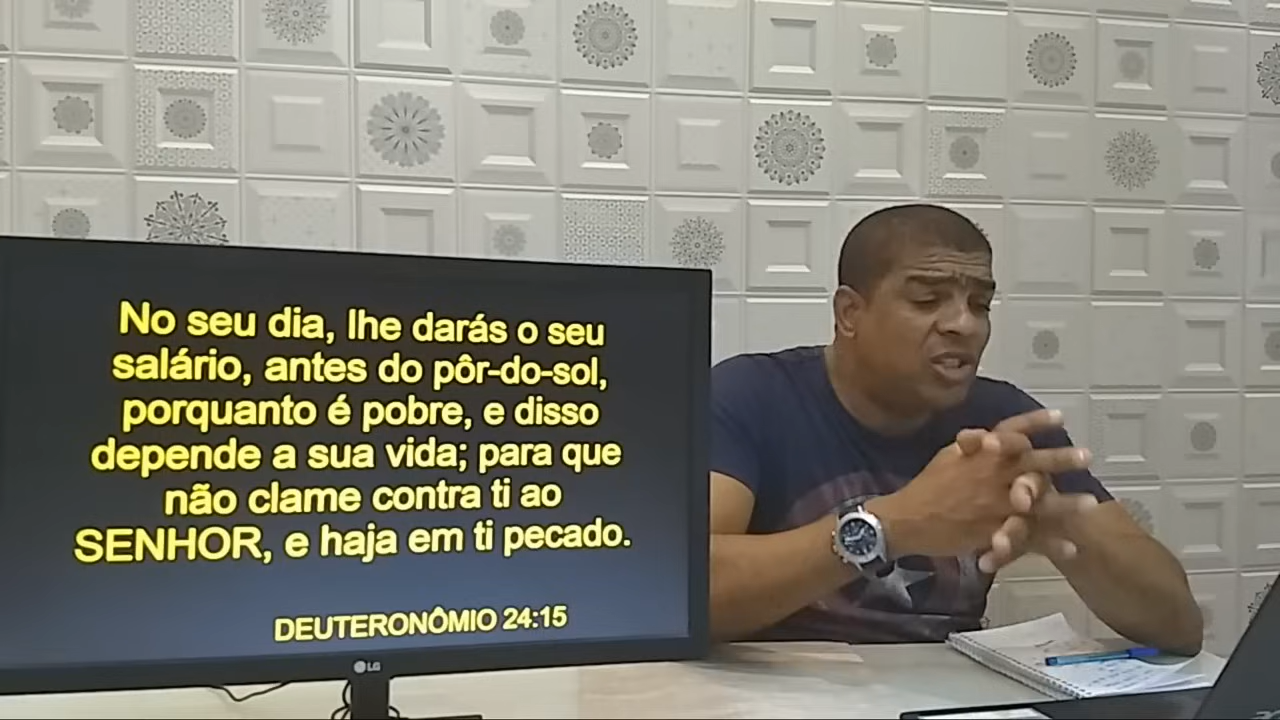 No seu dia, lhe darás o seu
salário, antes do pôr-do-sol,
porquanto é pobre, e disso
depende a sua vida; para que
não clame contra ti ao
SENHOR, e haja em ti pecado.
DEUTERONÔMIO 24:15
LG